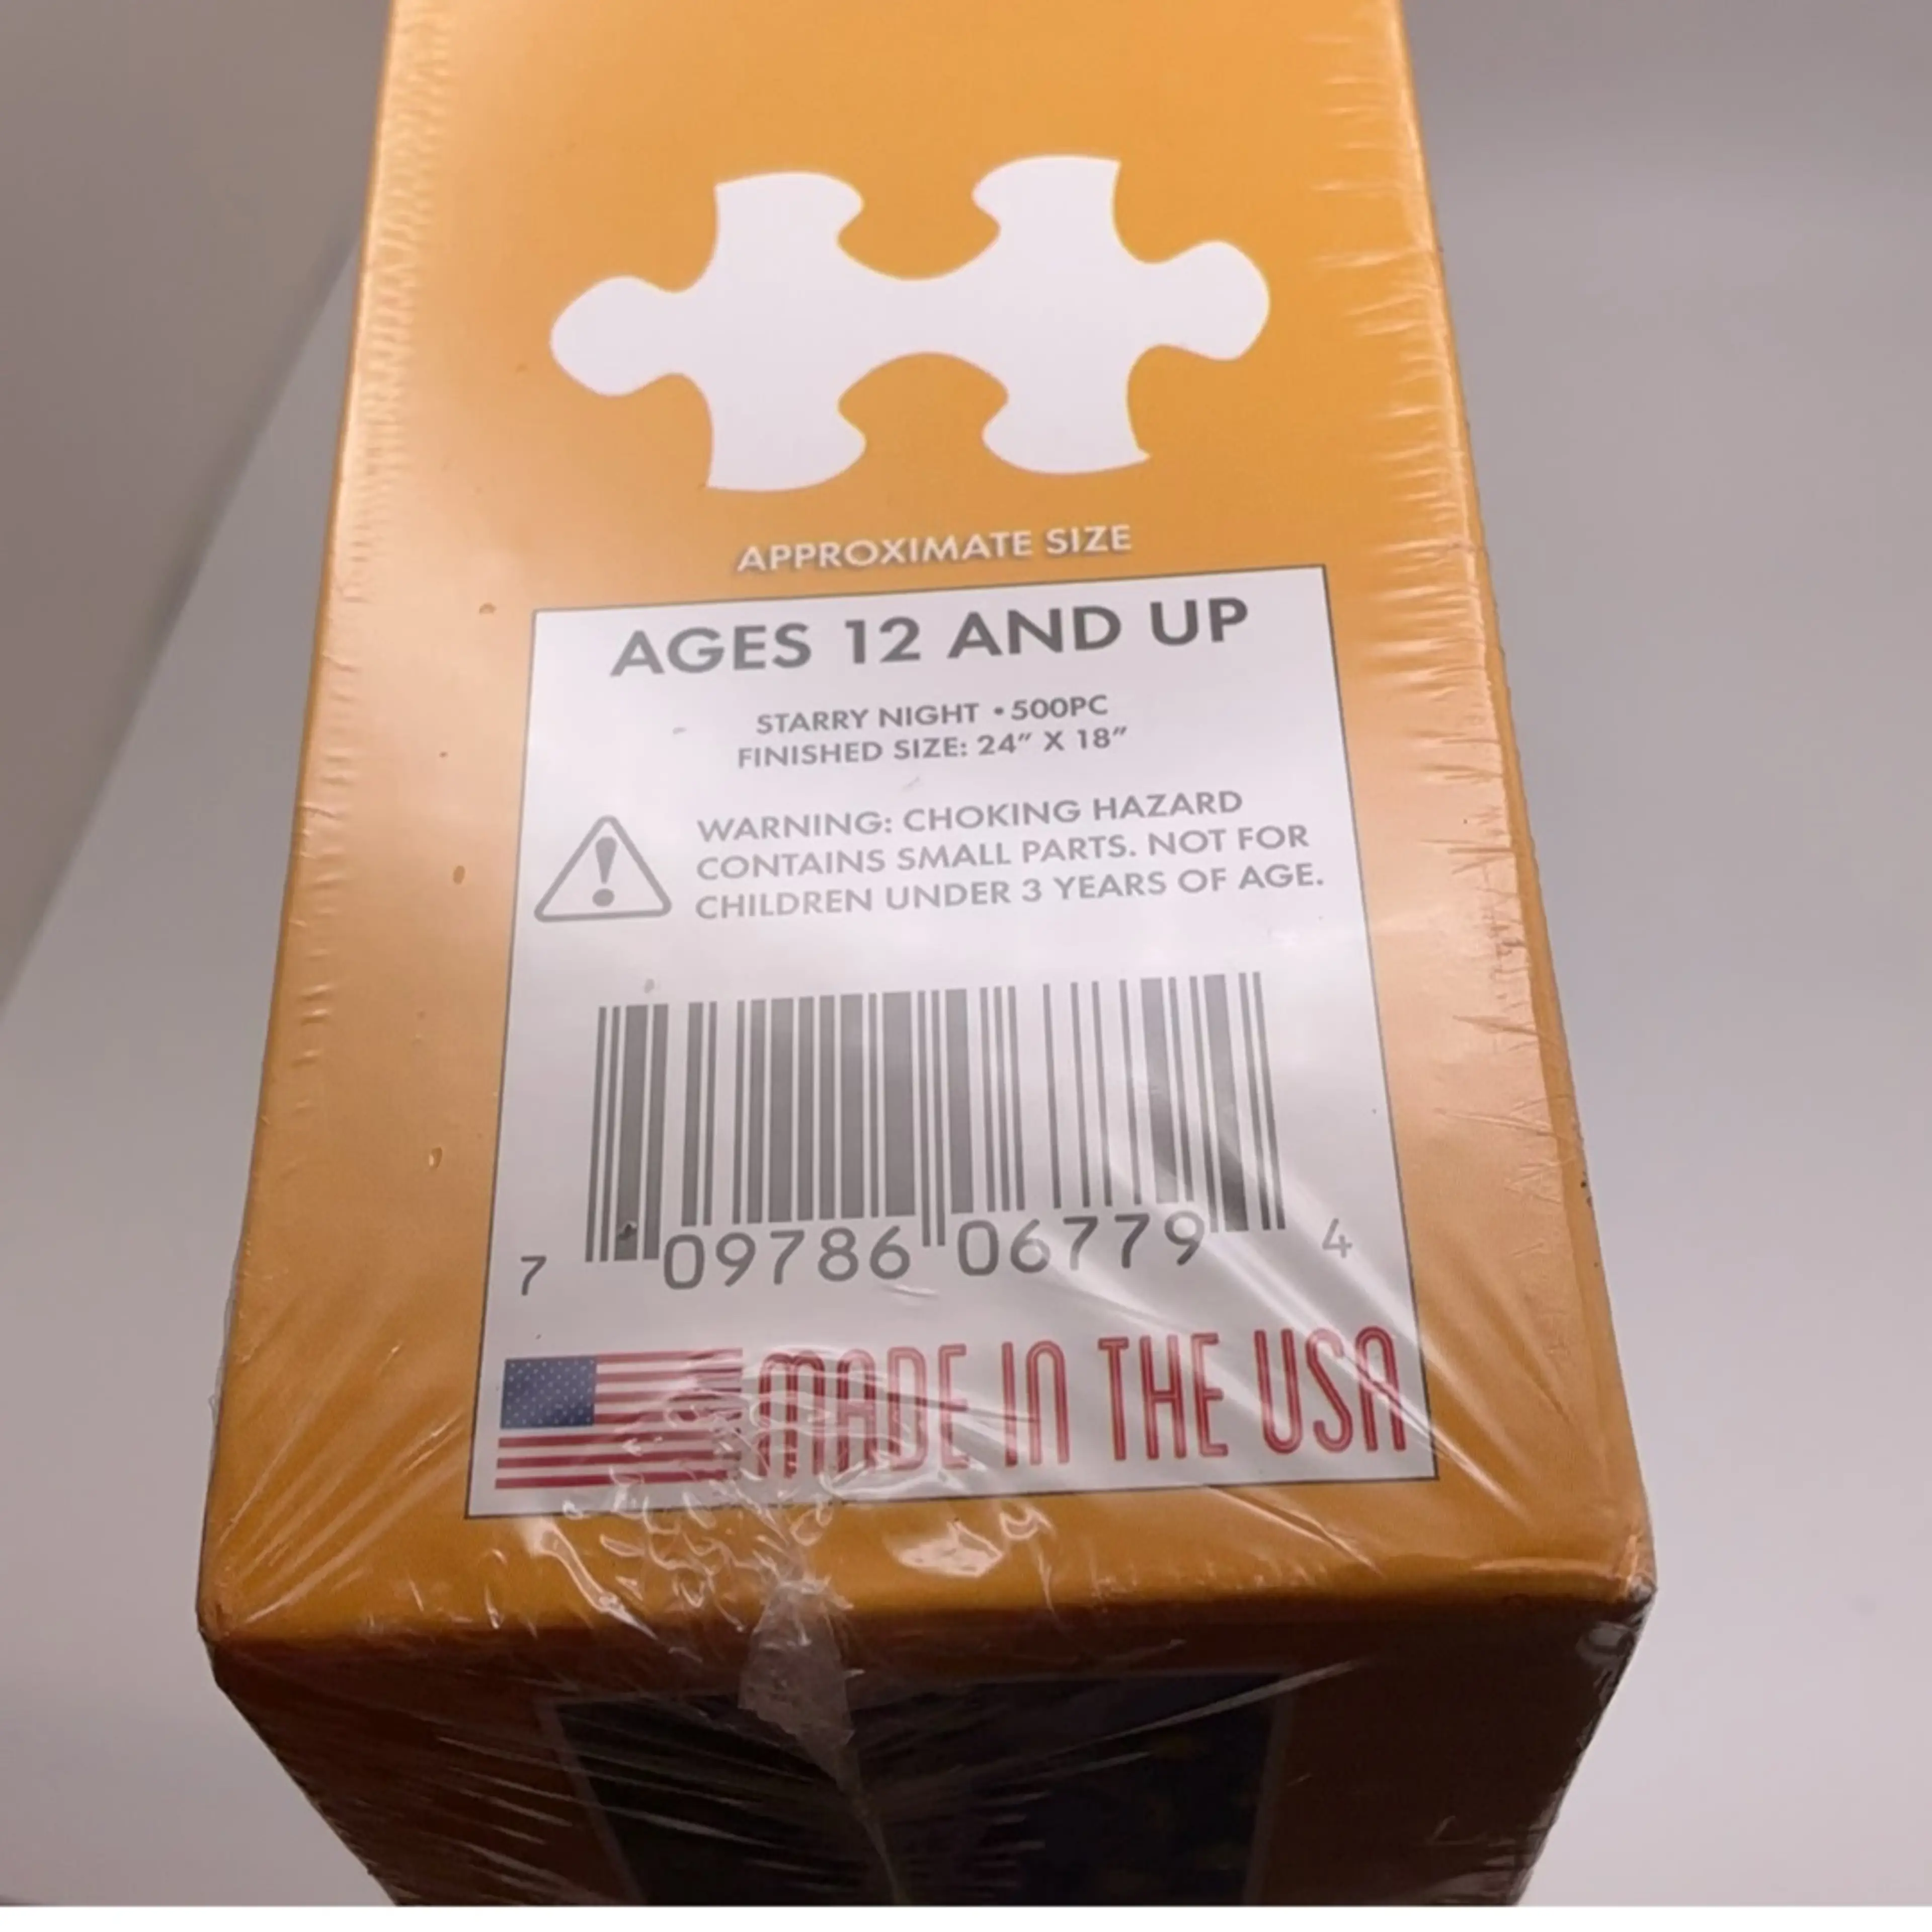 APPROXIMATE SIZE
AGES 12 AND UP
STARRY NIGHT • 500PC
FINISHED SIZE: 24" X 18"
WARNING: CHOKING HAZARD
CONTAINS SMALL PARTS. NOT FOR
CHILDREN UNDER 3 YEARS OF AGE.
7 09786 06779 4
MADE IN THE USA